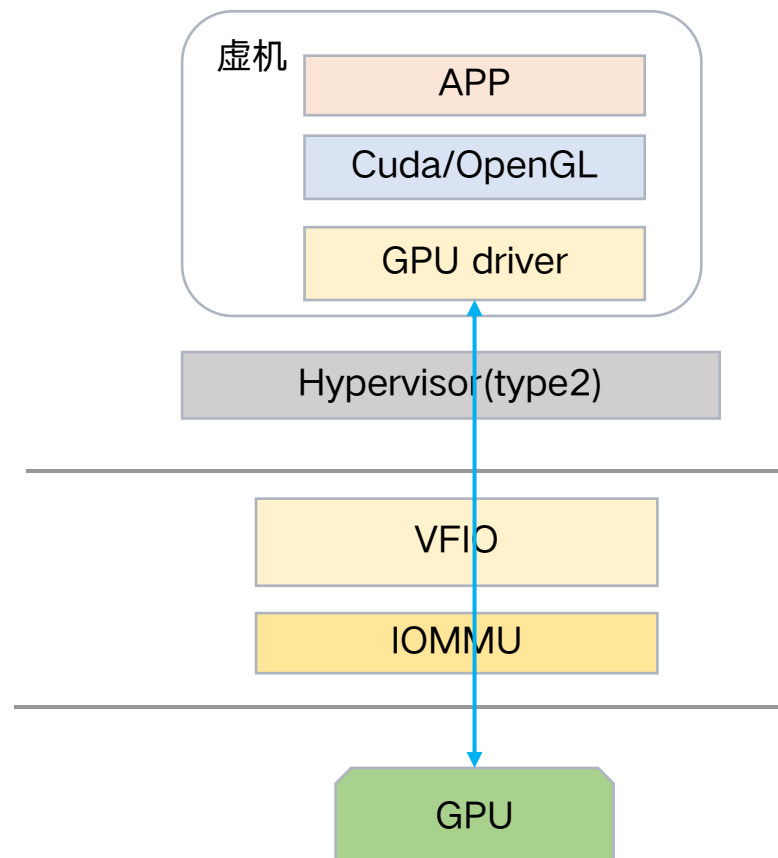 虚机
APP
Cuda/OpenGL
GPU driver
Hypervisor(type2)
VFIO
IOMMU
GPU